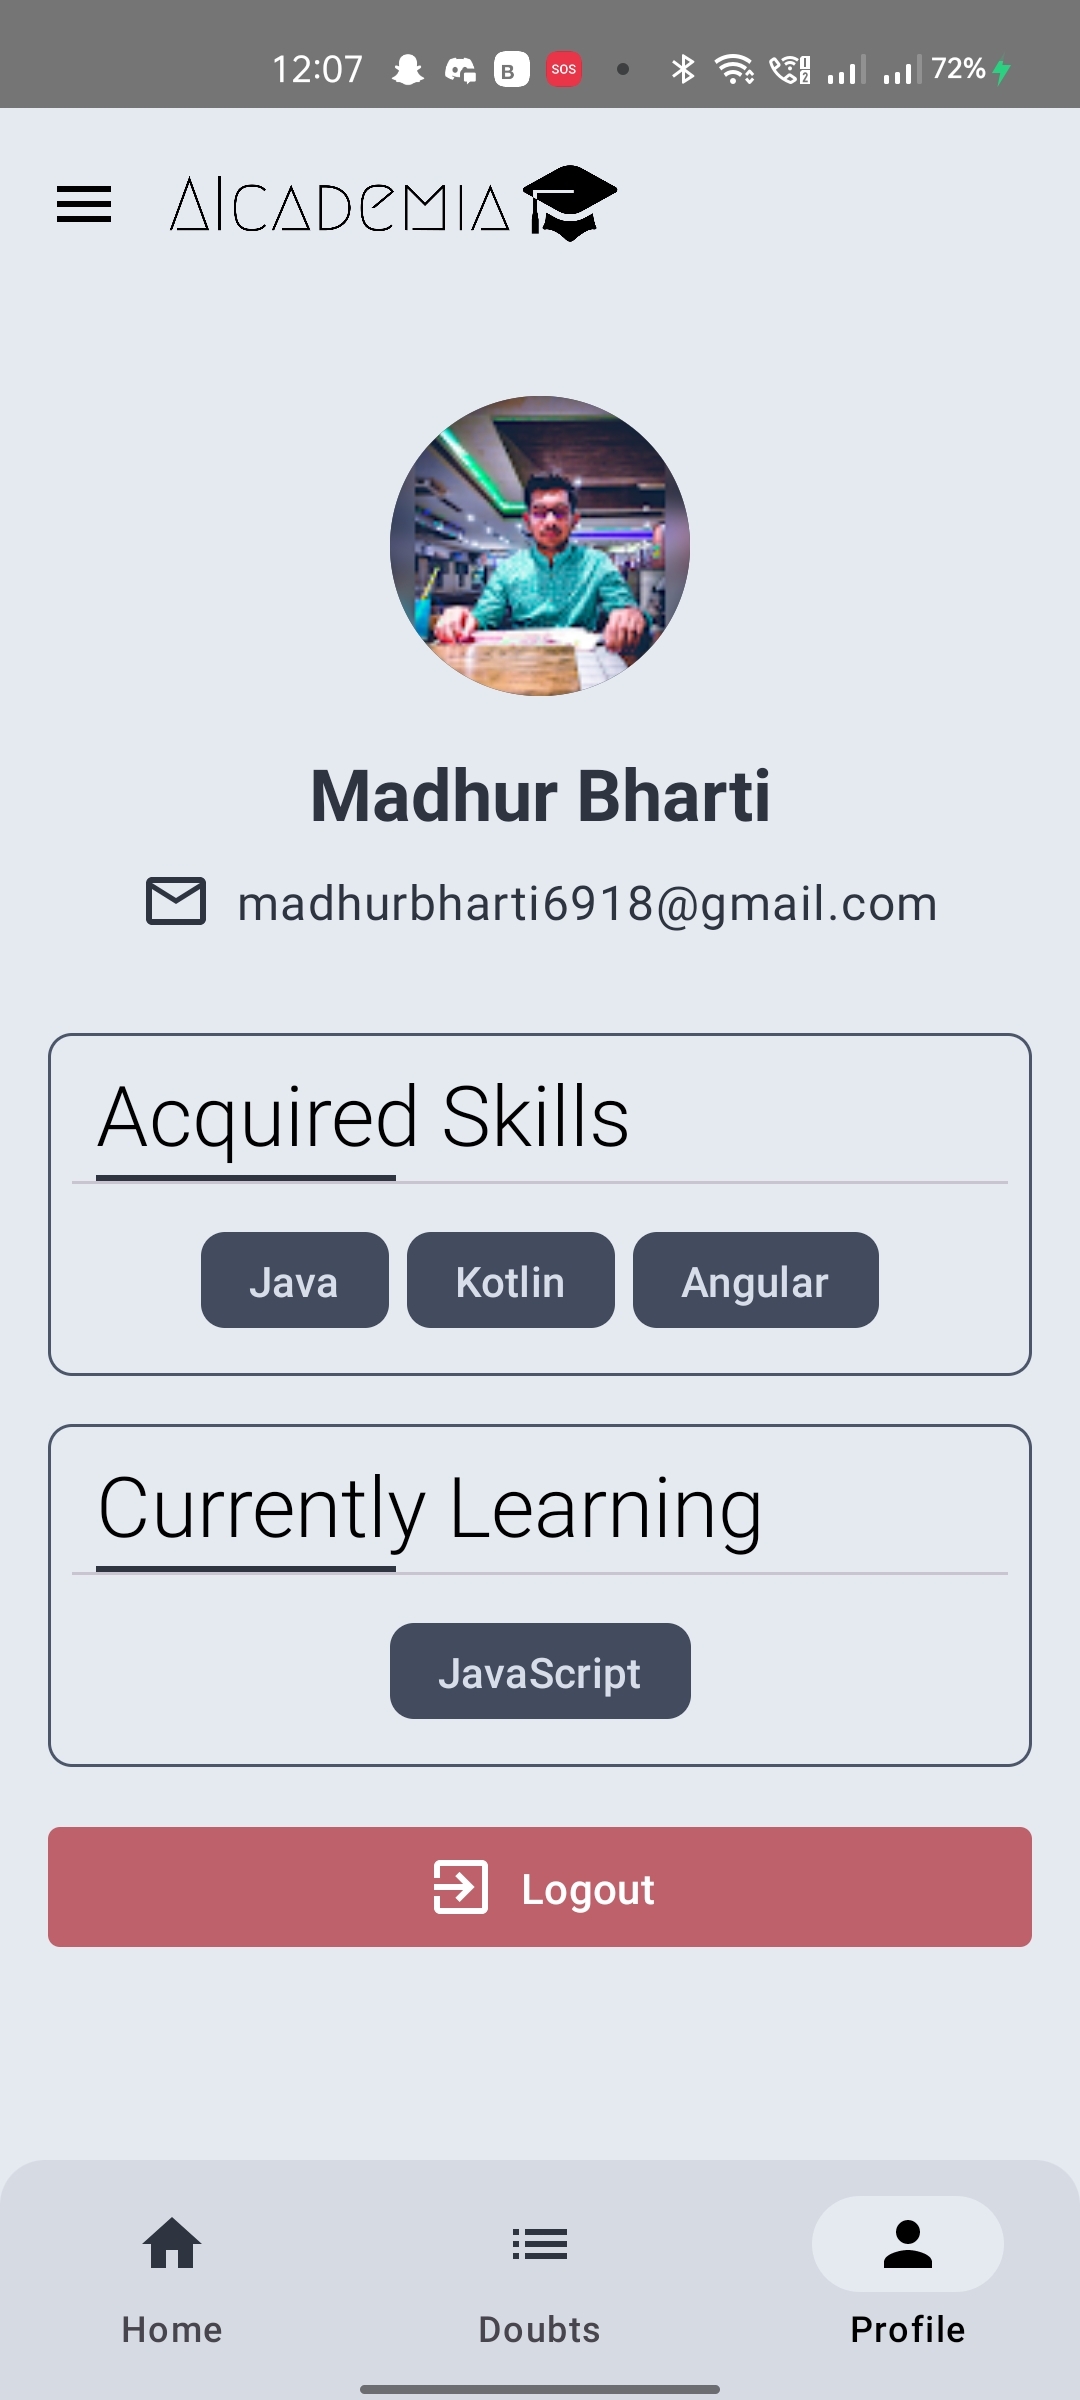 12:07 B SOS 72%
AICADEMIA
Madhur Bharti
madhurbharti6918@gmail.com
Acquired Skills
Java Kotlin Angular
Currently Learning
JavaScript
Logout
Home Doubts Profile